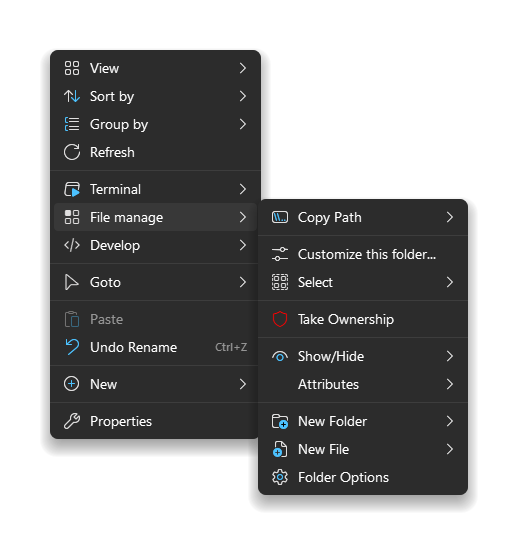 View
Sort by
Group by
Refresh
Terminal
File manage
Develop
Goto
Paste
Undo Rename Ctrl+Z
New
Properties
Copy Path
Customize this folder...
Select
Take Ownership
Show/Hide
Attributes
New Folder
New File
Folder Options